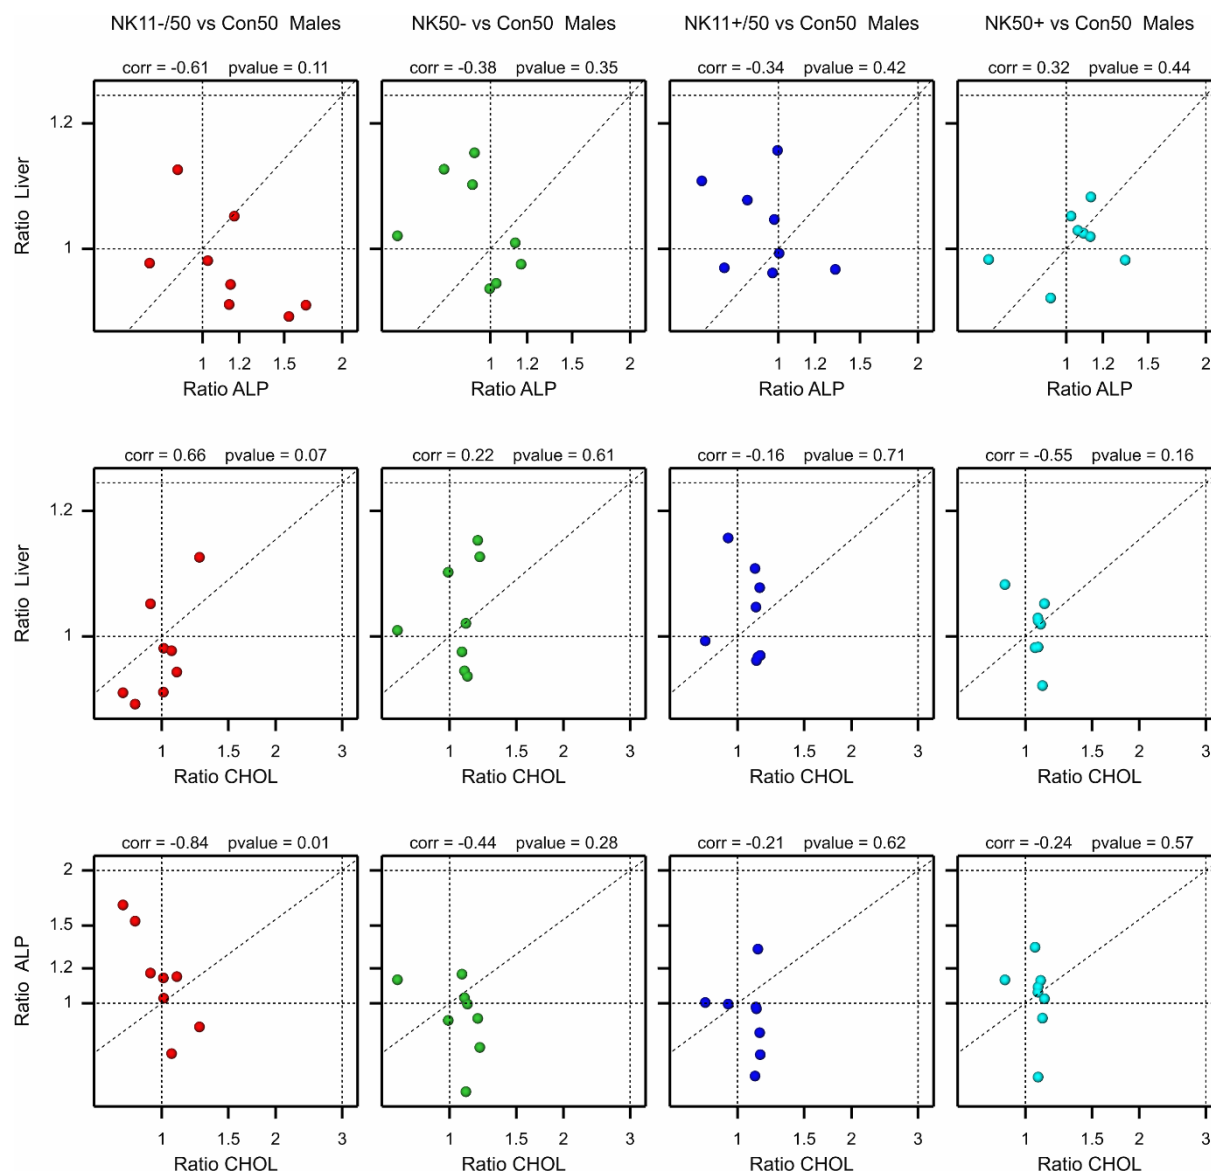 NK11-/50 vs Con50 Males
NK50- vs Con50 Males
NK11+/50 vs Con50 Males
NK50+ vs Con50 Males
corr = -0.61 pvalue = 0.11
corr = -0.38 pvalue = 0.35
corr = -0.34 pvalue = 0.42
corr = 0.32 pvalue = 0.44
Ratio Liver
1.2
1
1 1.2 1.5 2
1 1.2 1.5 2
1 1.2 1.5 2
1 1.2 1.5 2
Ratio ALP
Ratio ALP
Ratio ALP
Ratio ALP
corr = 0.66 pvalue = 0.07
corr = 0.22 pvalue = 0.61
corr = -0.16 pvalue = 0.71
corr = -0.55 pvalue = 0.16
Ratio Liver
1.2
1
1 1.5 2 3
1 1.5 2 3
1 1.5 2 3
1 1.5 2 3
Ratio CHOL
Ratio CHOL
Ratio CHOL
Ratio CHOL
corr = -0.84 pvalue = 0.01
corr = -0.44 pvalue = 0.28
corr = -0.21 pvalue = 0.62
corr = -0.24 pvalue = 0.57
Ratio ALP
2
1.5
1.2
1
1 1.5 2 3
1 1.5 2 3
1 1.5 2 3
1 1.5 2 3
Ratio CHOL
Ratio CHOL
Ratio CHOL
Ratio CHOL